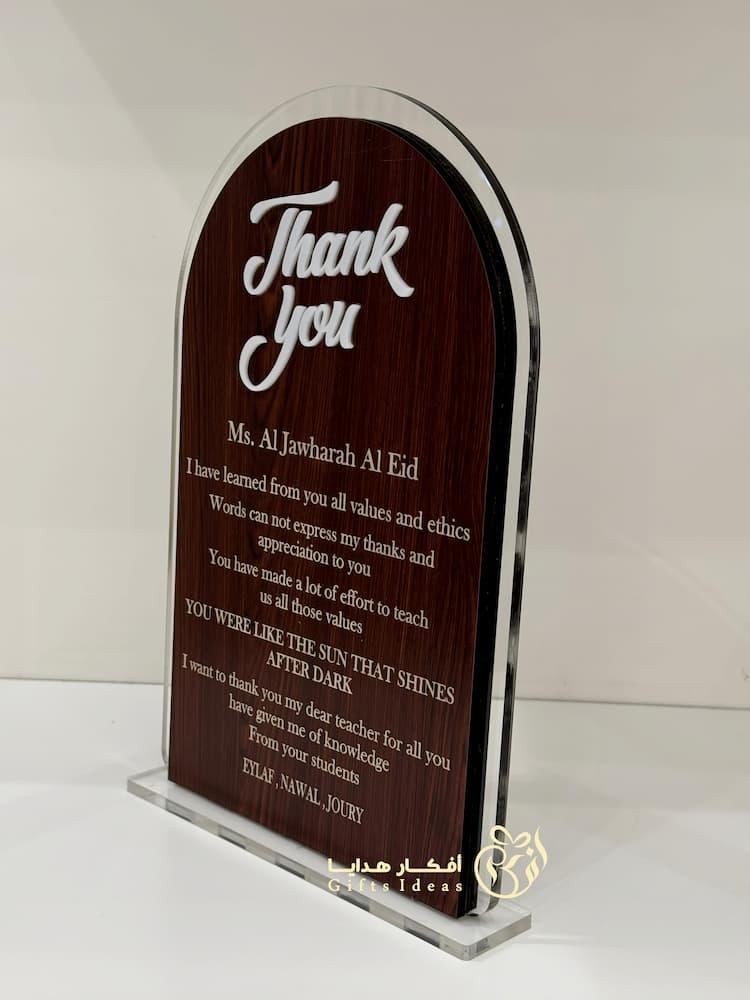 Thank
you
Ms. Al Jawharah Al Eid
I have learned from you all values and ethics
Words can not express my thanks and
appreciation to you
You have made a lot of effort to teach
us all those values
YOU WERE LIKE THE SUN THAT SHINES
AFTER DARK
I want to thank you my dear teacher for all you
have given me of knowledge
From your students
EYLAF , NAWAL , JOURY
أفكار هدايا
Gifts Ideas